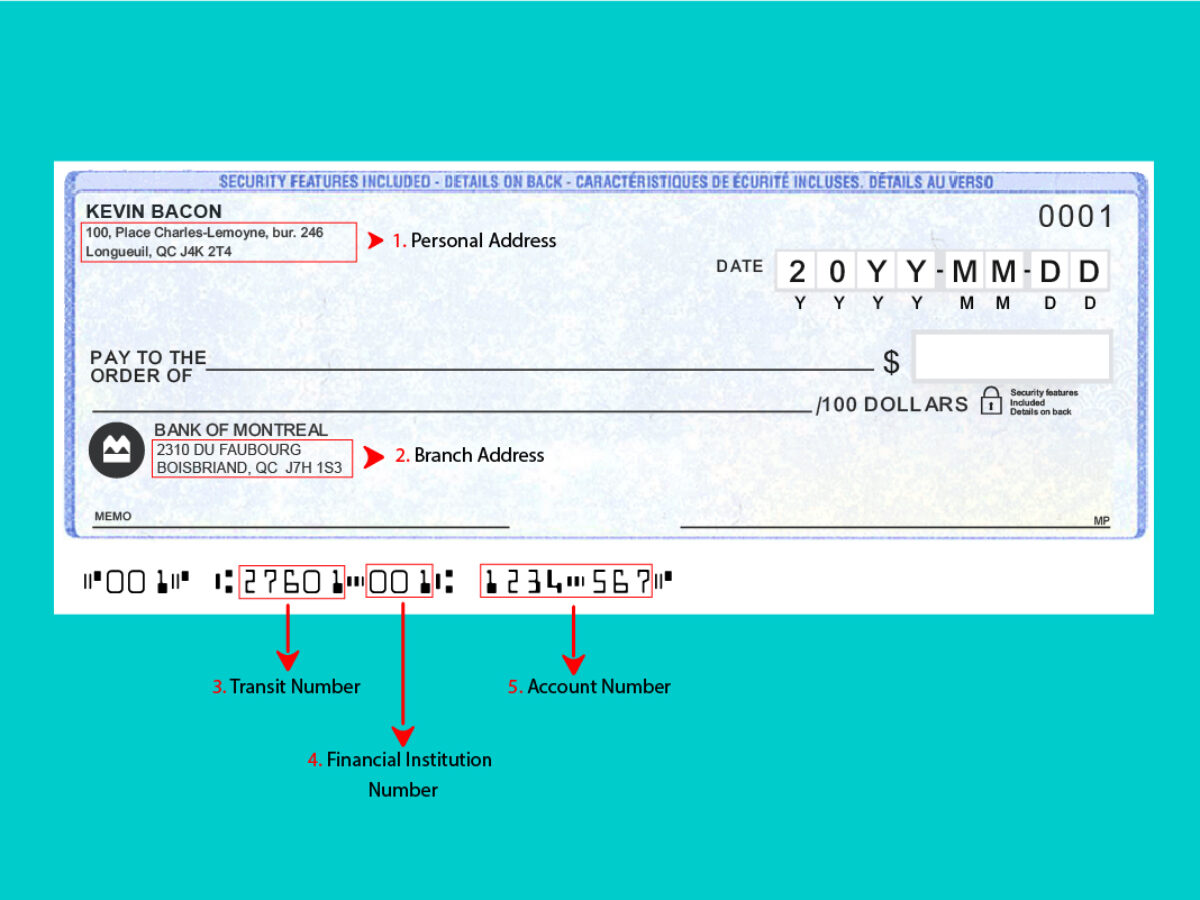 SECURITY FEATURES INCLUDED - DETAILS ON BACK - CARACTÉRISTIQUES DE ÉCURITÉ INCLUSES. DÉTAILS AU VERSO
KEVIN BACON
0001
100, Place Charles-Lemoyne, bur. 246
Longueuil, QC J4K 2T4
1. Personal Address
DATE 20YY-MM-DD
Y Y Y Y M M D D
PAY TO THE
ORDER OF
$
/100 DOLLARS
Security features
Included
Details on back
BANK OF MONTREAL
2310 DU FAUBOURG
BOISBRIAND, QC J7H 1S3
2. Branch Address
MEMO
MP
⑈001⑈ ⑆27601⑉001⑆ 1234⑉567⑈
3. Transit Number
5. Account Number
4. Financial Institution
Number